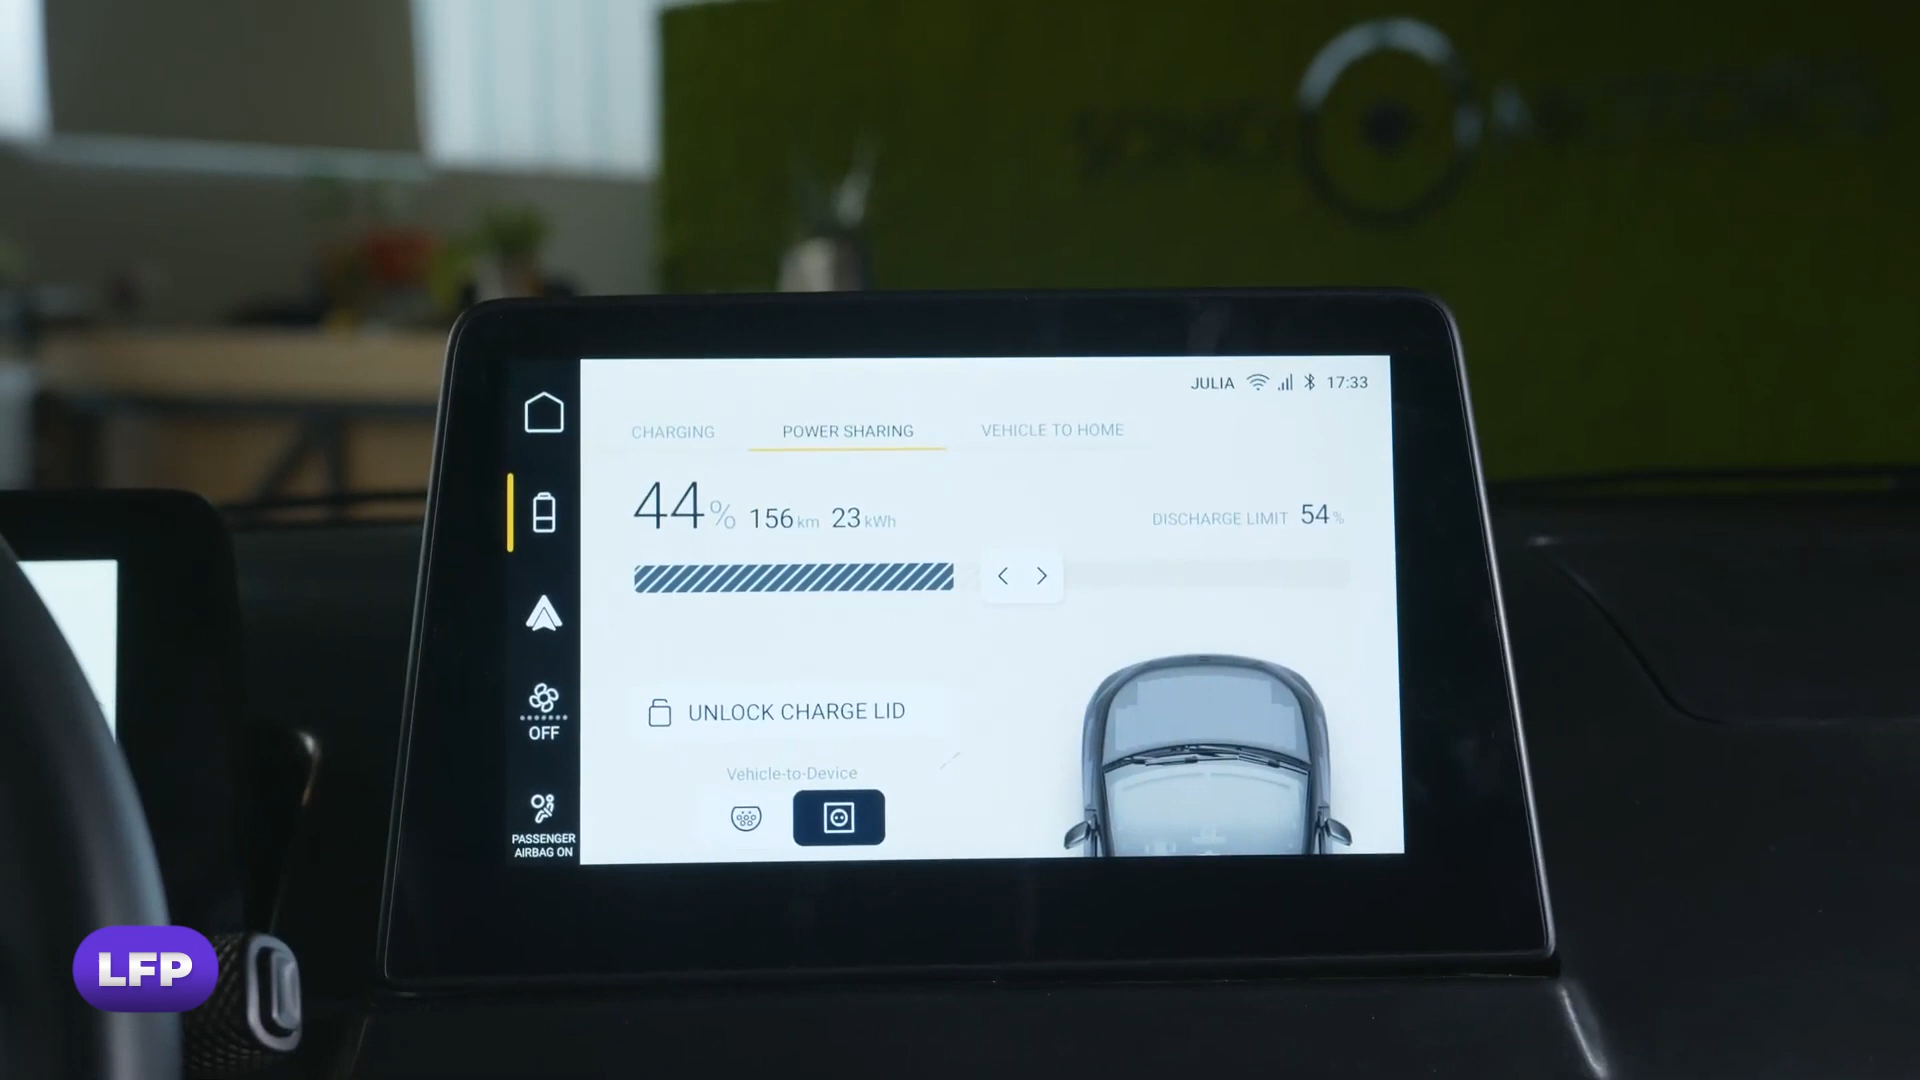 JULIA 17:33
CHARGING POWER SHARING VEHICLE TO HOME
44% 156 km 23 kWh DISCHARGE LIMIT 54%
UNLOCK CHARGE LID
Vehicle-to-Device
OFF
PASSENGER
AIRBAG ON
LFP